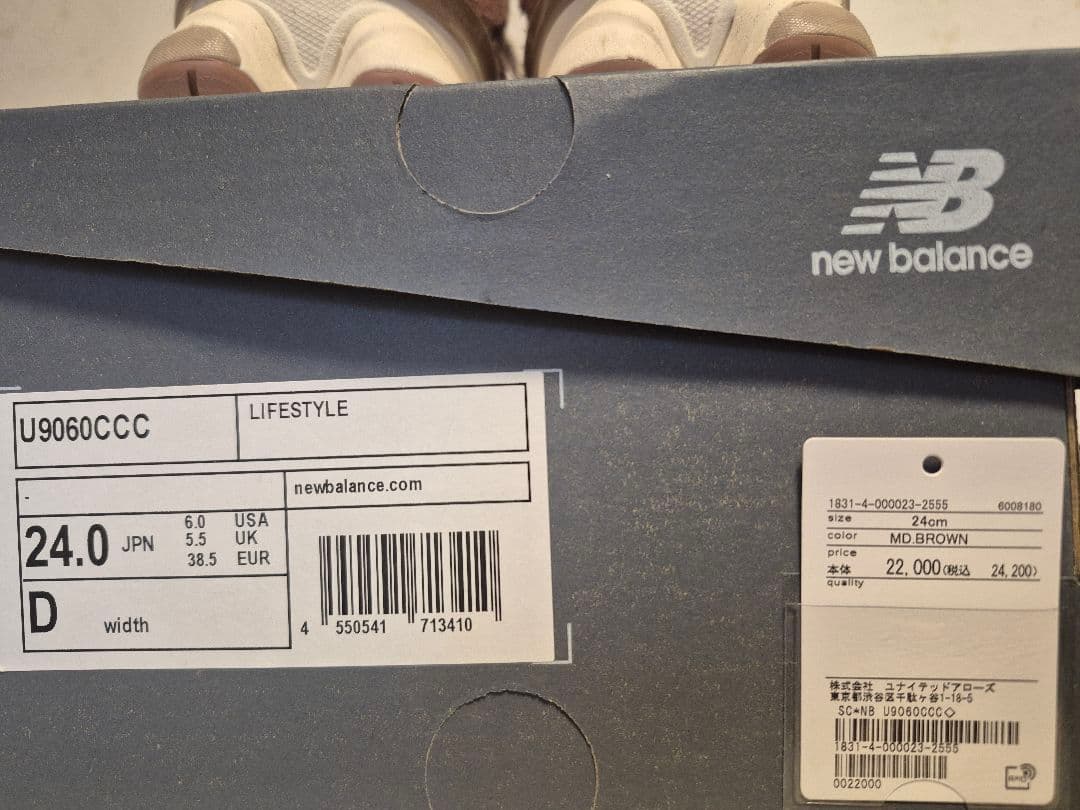 NB
new balance
U9060CCC
LIFESTYLE
-
newbalance.com
24.0 JPN
6.0 USA
5.5 UK
38.5 EUR
D width
4 550541 713410
1831-4-000023-2555 6008180
size 24cm
color MD.BROWN
price
本体 22,000(税込 24,200)
quality
株式会社 ユナイテッドアローズ
東京都渋谷区千駄ヶ谷1-18-5
SC*NB U9060CCC◇
1831-4-000023-2555
0022000